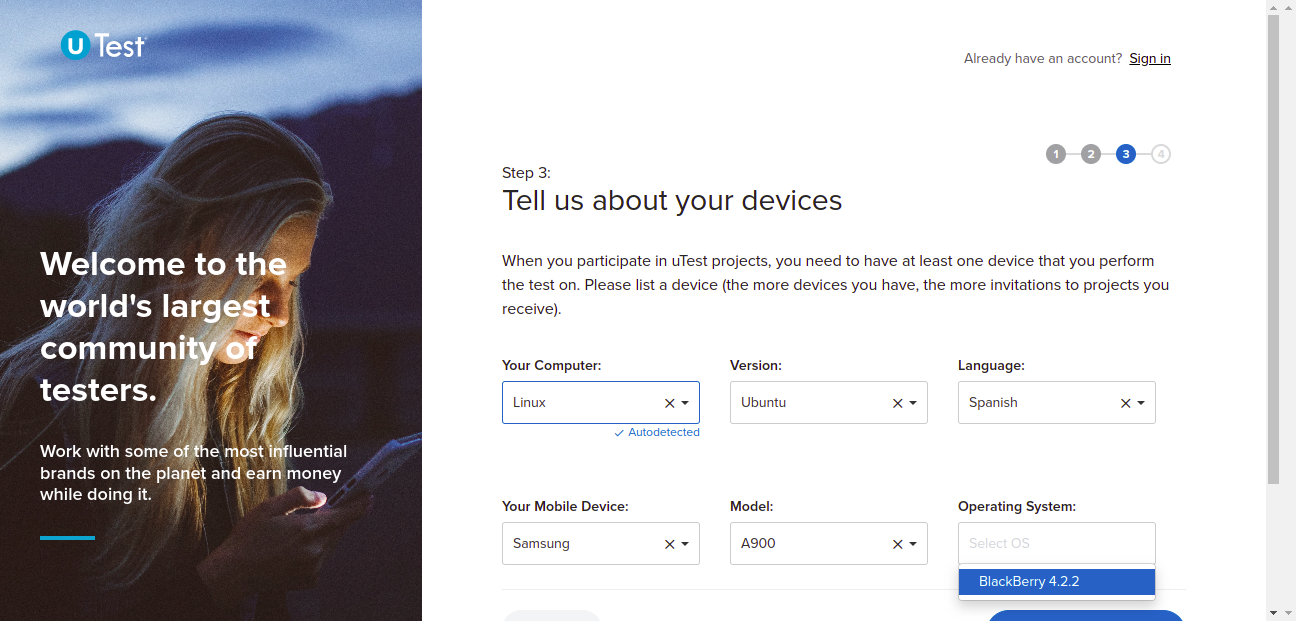 uTest
Already have an account? Sign in
1 2 3 4
Step 3:
Tell us about your devices
Welcome to the
world's largest
community of
testers.
Work with some of the most influential
brands on the planet and earn money
while doing it.
When you participate in uTest projects, you need to have at least one device that you perform
the test on. Please list a device (the more devices you have, the more invitations to projects you
receive).
Your Computer: Version: Language:
Linux Ubuntu Spanish
Autodetected
Your Mobile Device: Model: Operating System:
Samsung A900 Select OS
BlackBerry 4.2.2